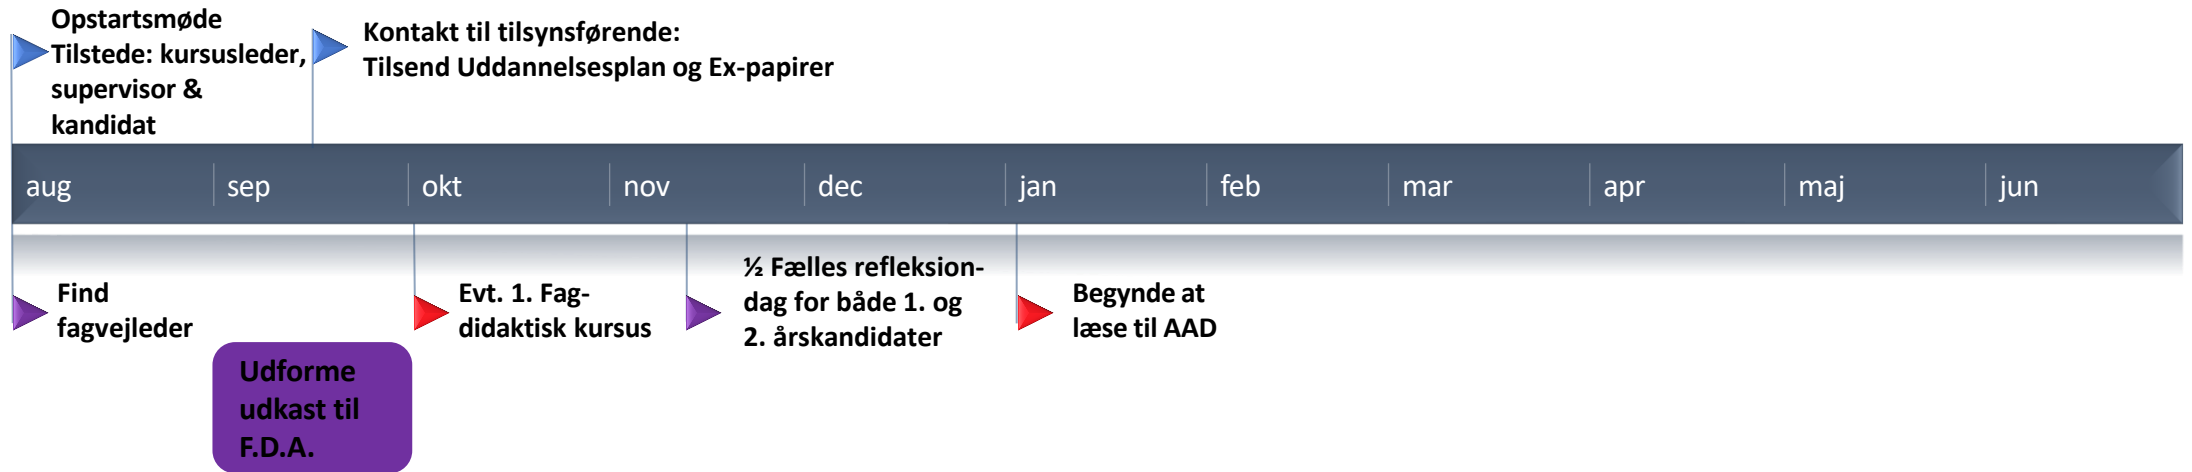 Opstartsmøde
Tilstede: kursusleder,
supervisor &
kandidat
Kontakt til tilsynsførende:
Tilsend Uddannelsesplan og Ex-papirer
aug
sep
okt
nov
dec
jan
feb
mar
apr
maj
jun
Find
fagvejleder
Udforme
udkast til
F.D.A.
Evt. 1. Fag-
didaktisk kursus
½ Fælles refleksion-
dag for både 1. og
2. årskandidater
Begynde at
læse til AAD